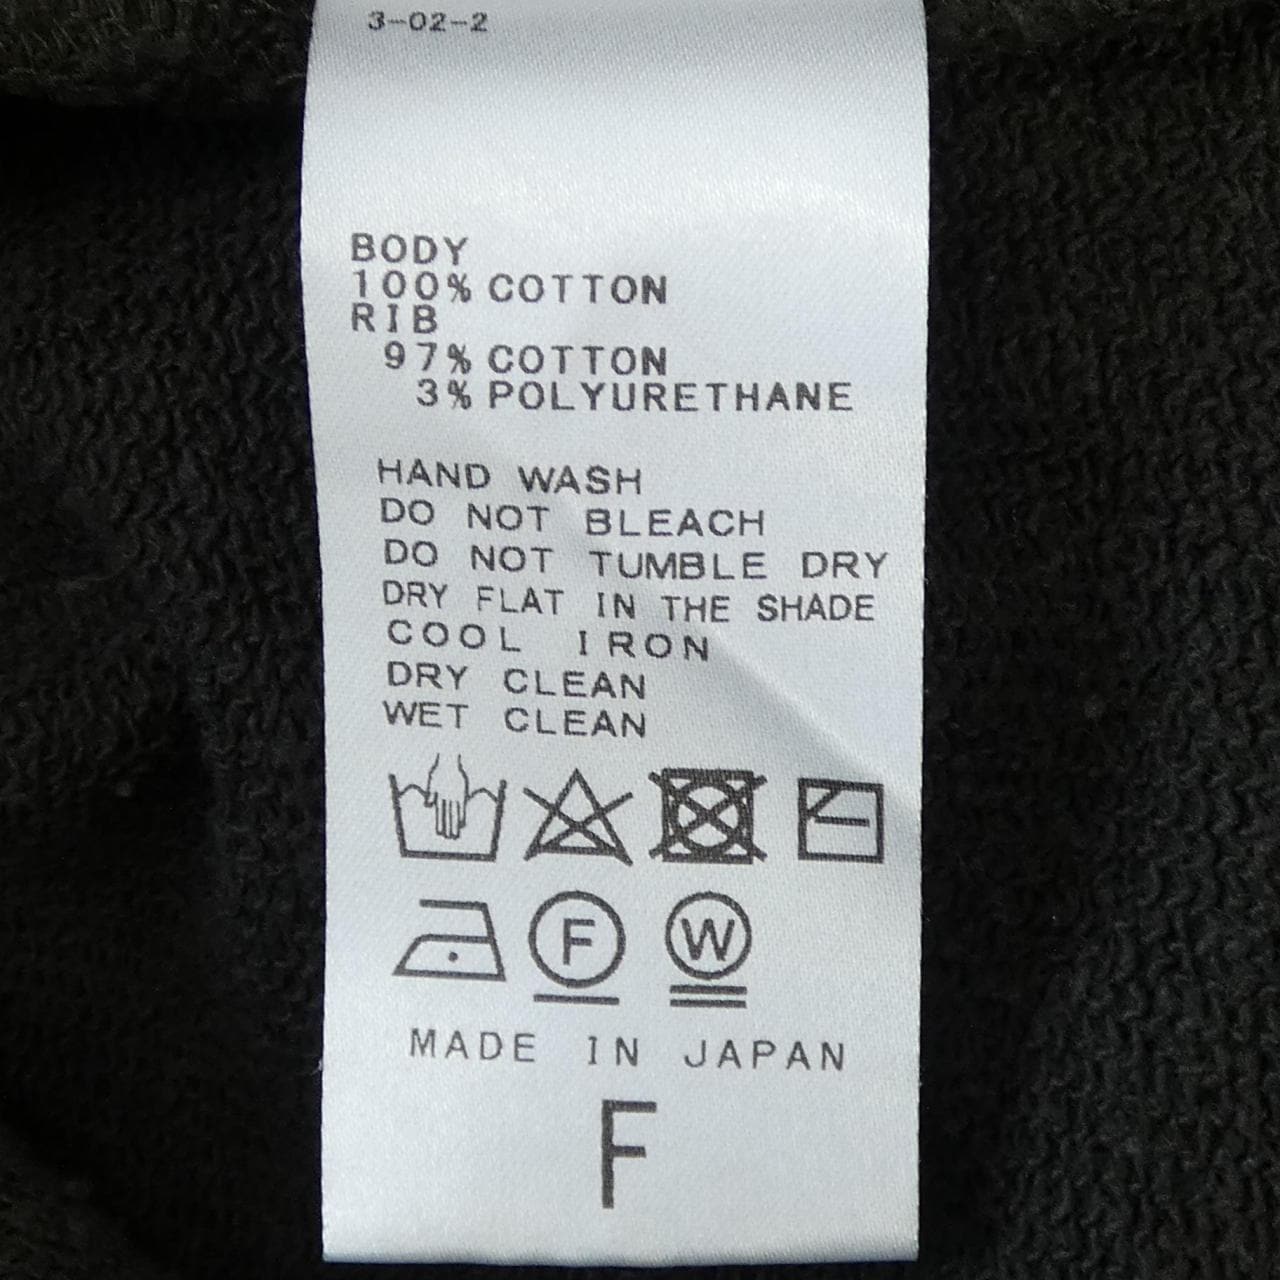 3-02-2
BODY
100% COTTON
RIB
97% COTTON
3% POLYURETHANE
HAND WASH
DO NOT BLEACH
DO NOT TUMBLE DRY
DRY FLAT IN THE SHADE
COOL IRON
DRY CLEAN
WET CLEAN
F W
MADE IN JAPAN
F